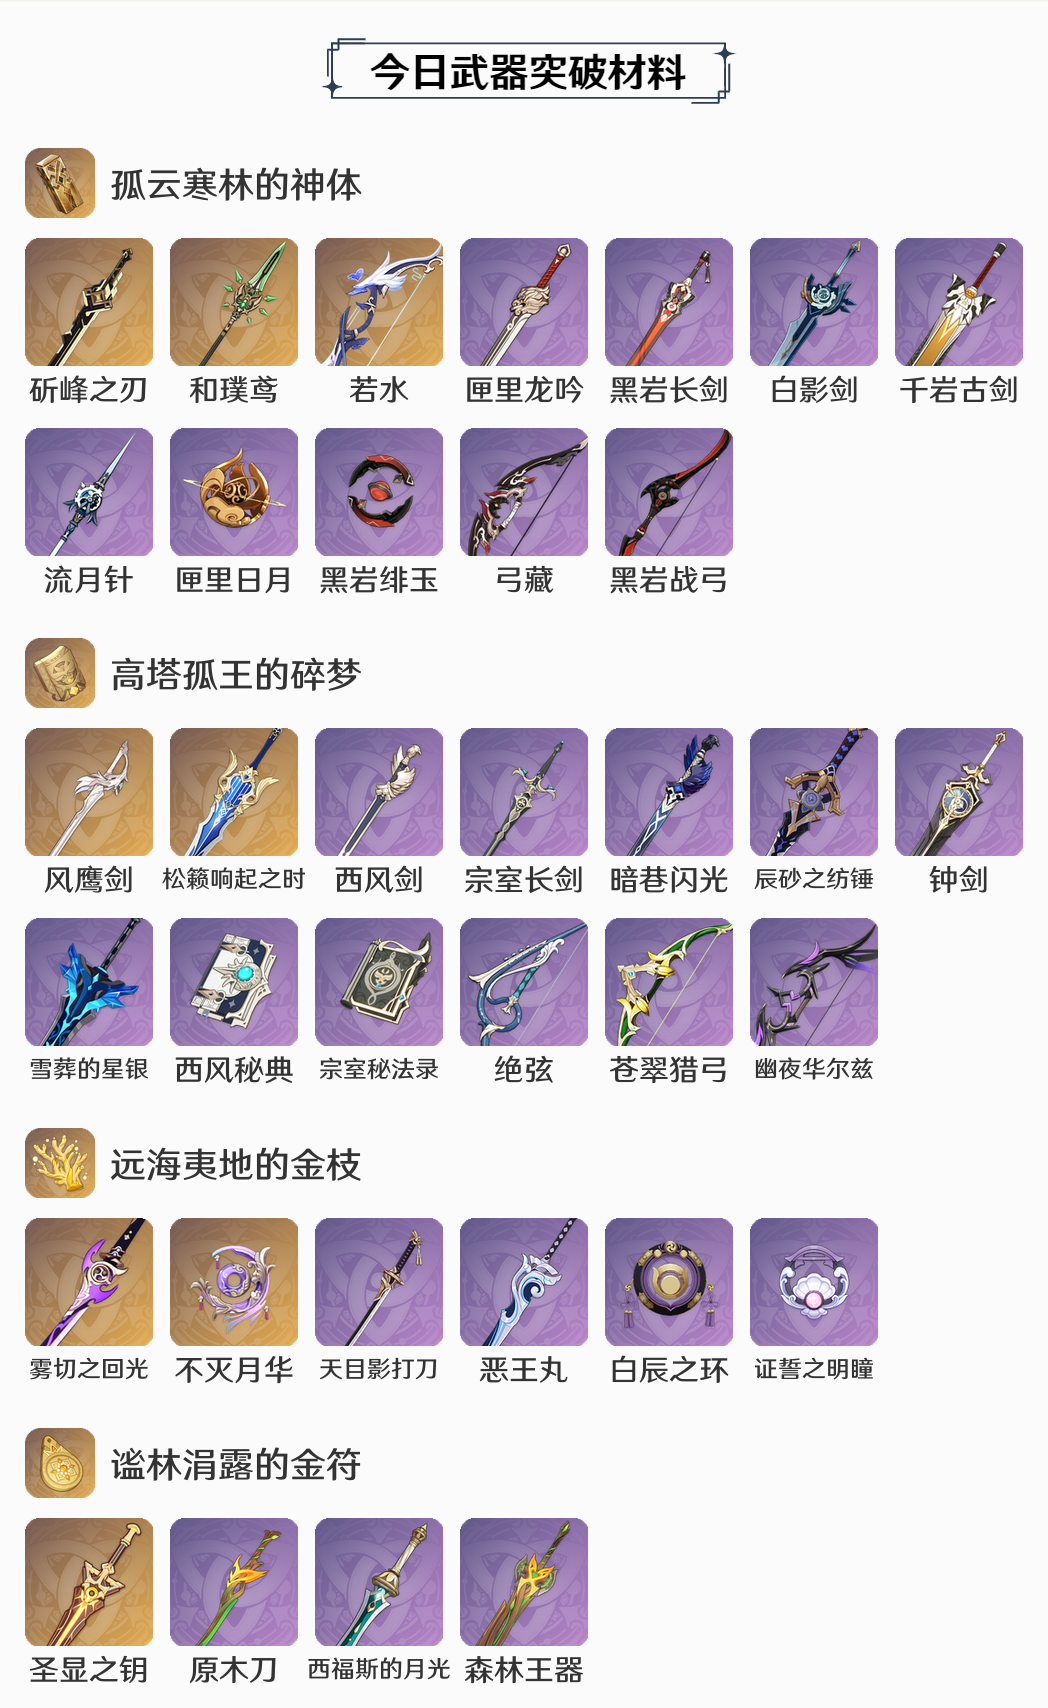 今日武器突破材料
孤云寒林的神体
斫峰之刃 和璞鸢 若水 匣里龙吟 黑岩长剑 白影剑 千岩古剑
流月针 匣里日月 黑岩绯玉 弓藏 黑岩战弓
高塔孤王的碎梦
风鹰剑 松籁响起之时 西风剑 宗室长剑 暗巷闪光 辰砂之纺锤 钟剑
雪葬的星银 西风秘典 宗室秘法录 绝弦 苍翠猎弓 幽夜华尔兹
远海夷地的金枝
雾切之回光 不灭月华 天目影打刀 恶王丸 白辰之环 证誓之明瞳
谧林涓露的金符
圣显之钥 原木刀 西福斯的月光 森林王器